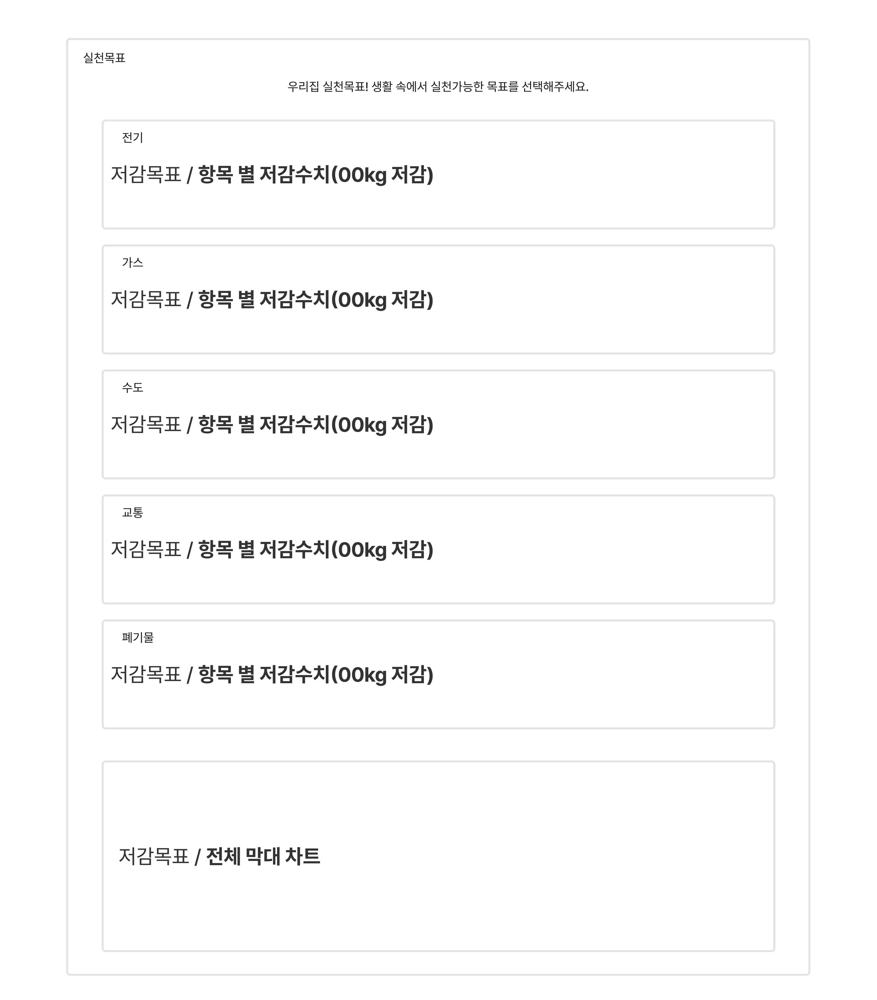 실천목표
우리집 실천목표! 생활 속에서 실천가능한 목표를 선택해주세요.
전기
저감목표 / 항목 별 저감수치(00kg 저감)
가스
저감목표 / 항목 별 저감수치(00kg 저감)
수도
저감목표 / 항목 별 저감수치(00kg 저감)
교통
저감목표 / 항목 별 저감수치(00kg 저감)
폐기물
저감목표 / 항목 별 저감수치(00kg 저감)
저감목표 / 전체 막대 차트